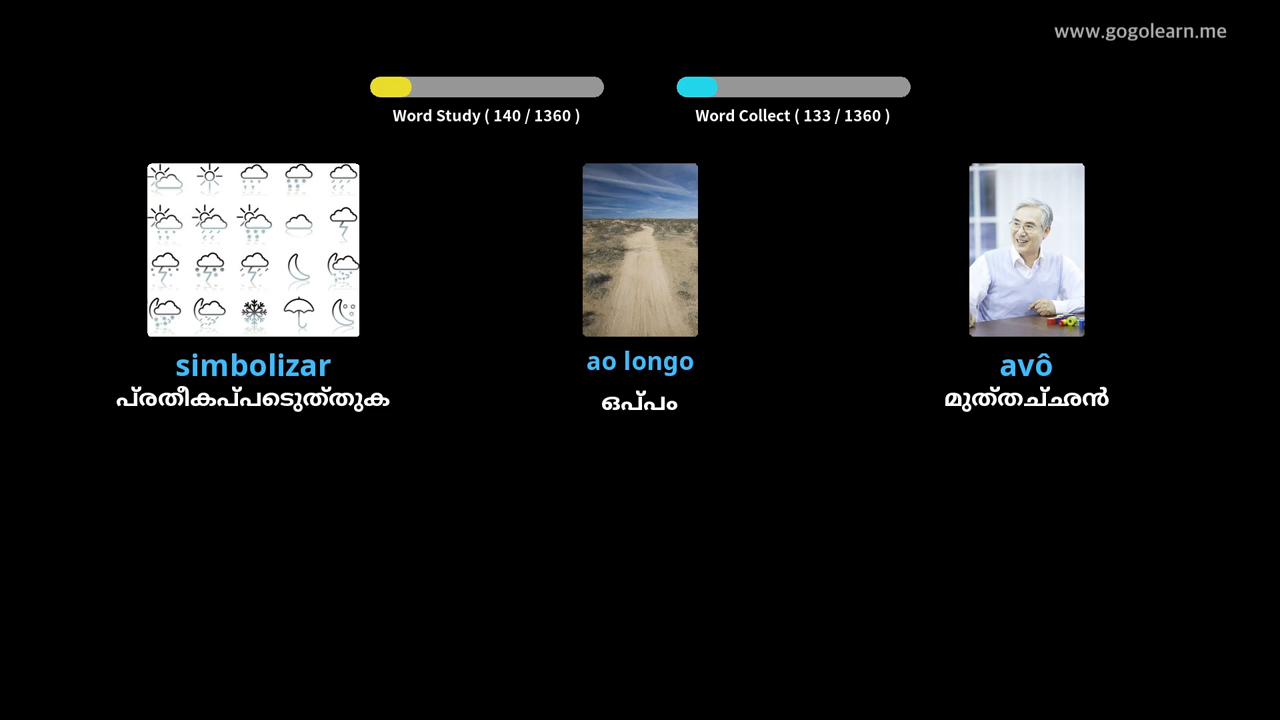 www.gogolearn.me
Word Study ( 140 / 1360 )
Word Collect ( 133 / 1360 )
simbolizar
പ്രതീകപ്പടെുത്തുക
ao longo
ഒപ്പം
avô
മുത്തച്ഛൻ